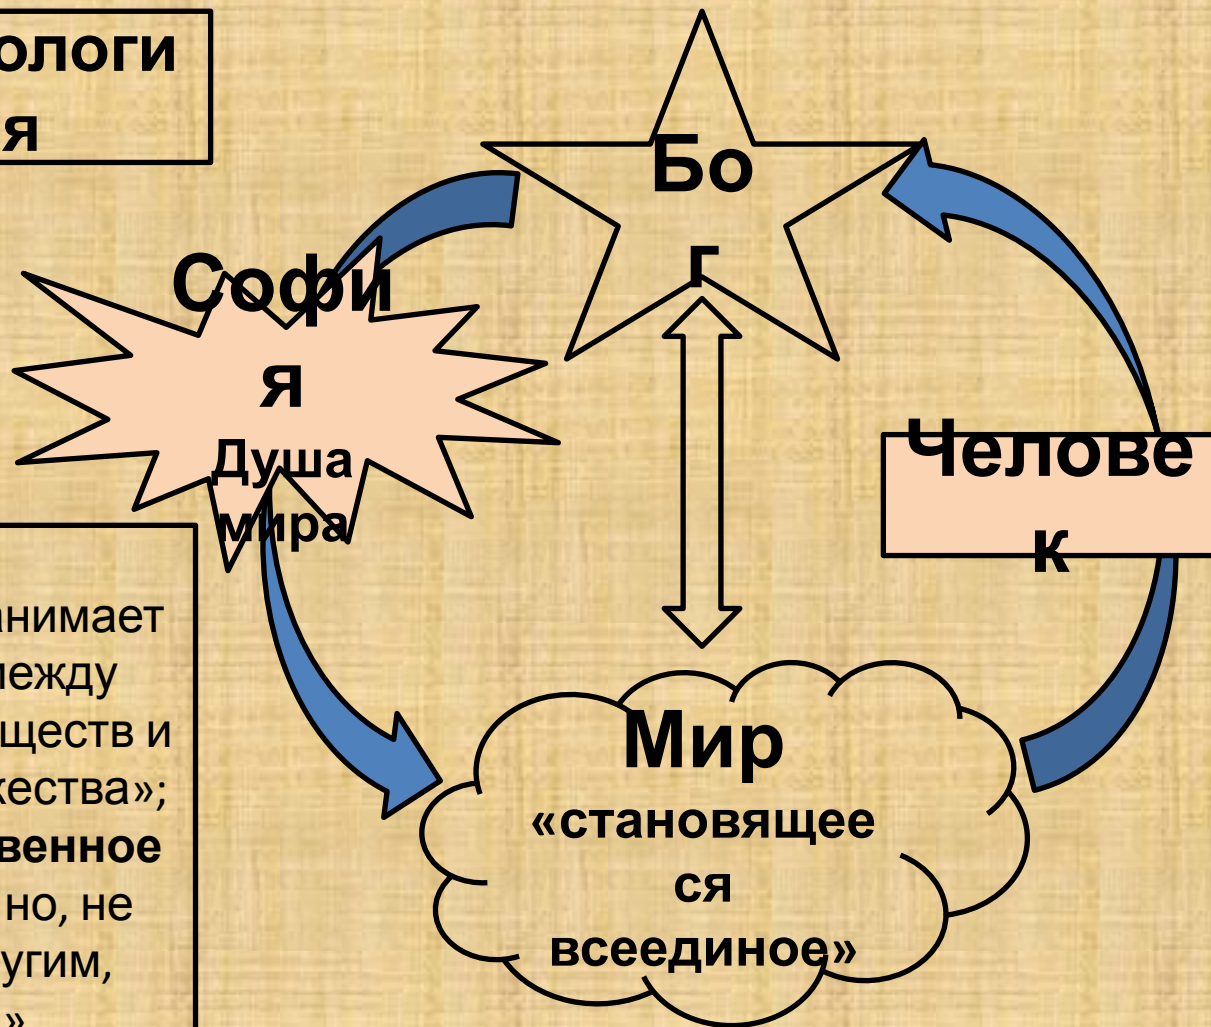 ологи
я
Бо
г
Софи
я
Душа
мира
Челове
к
анимает
между
ществ и
жества»;
венное
но, не
угим,
»
Мир
«становящее
ся
всеединое»